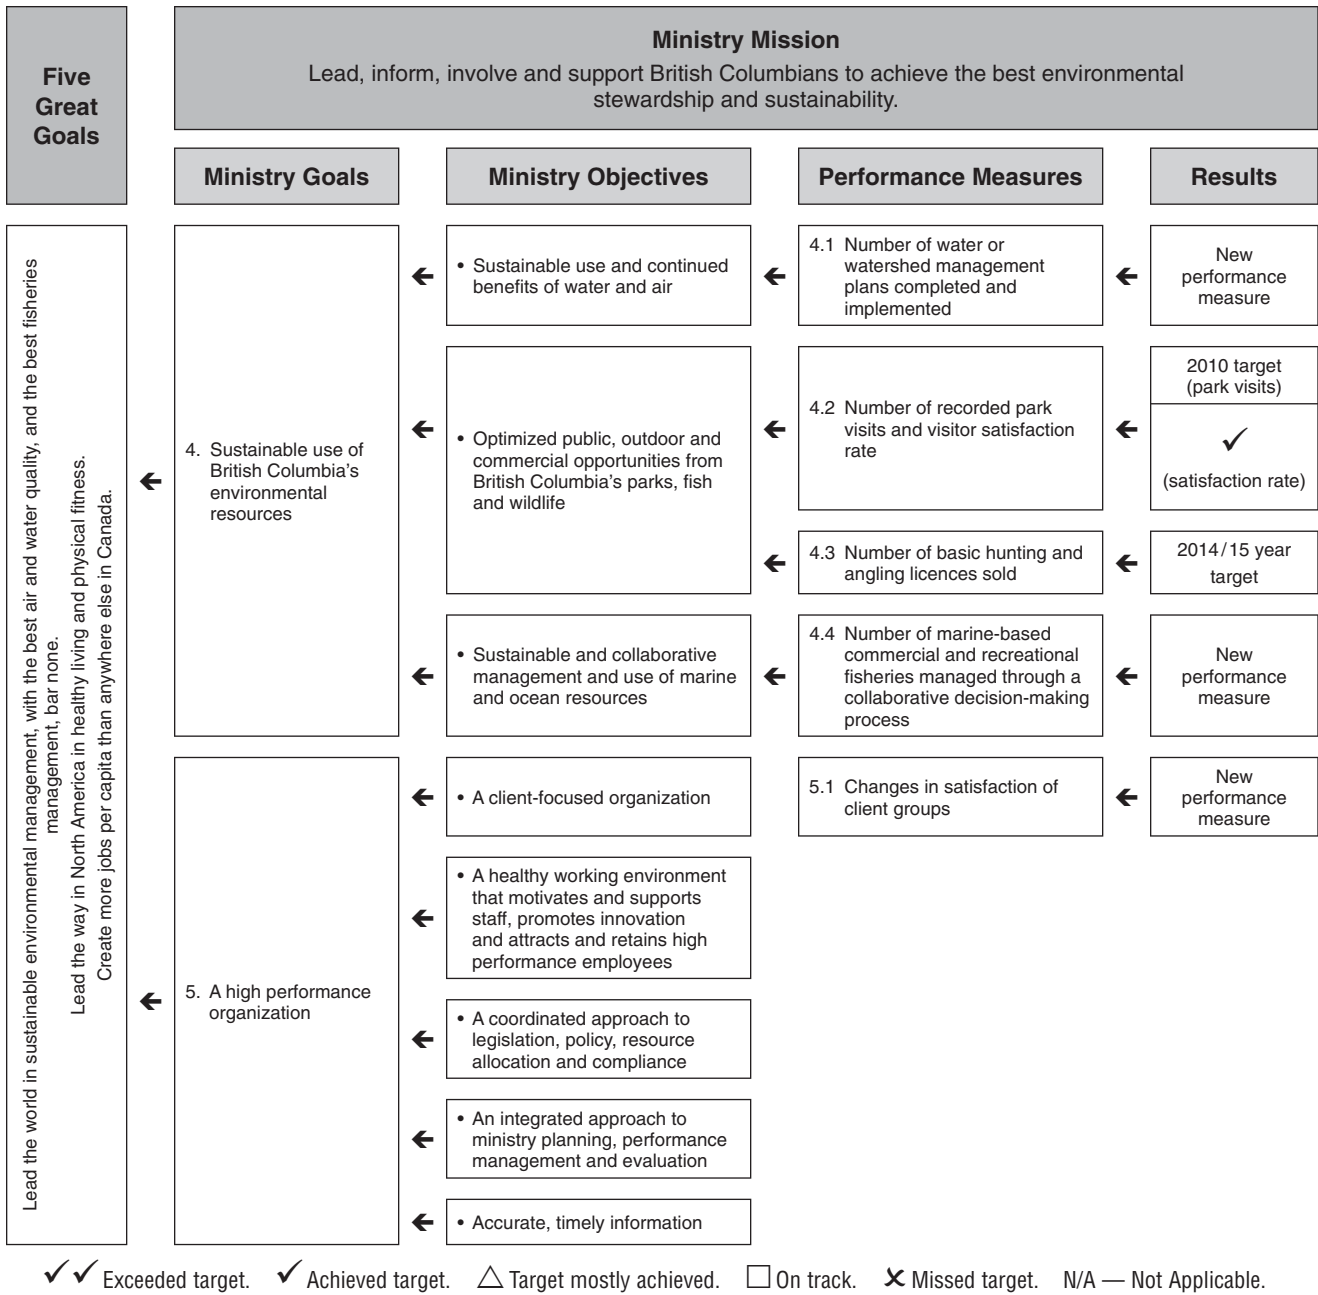 Five
Great
Goals
Ministry Mission
Lead, inform, involve and support British Columbians to achieve the best environmental
stewardship and sustainability.
Ministry Goals
Ministry Objectives
Performance Measures
Results
Lead the world in sustainable environmental management, with the best air and water quality, and the best fisheries
management, bar none.
Lead the way in North America in healthy living and physical fitness.
Create more jobs per capita than anywhere else in Canada.
4. Sustainable use of
British Columbia's
environmental
resources
• Sustainable use and continued
benefits of water and air
4.1 Number of water or
watershed management
plans completed and
implemented
New
performance
measure
• Optimized public, outdoor and
commercial opportunities from
British Columbia's parks, fish
and wildlife
4.2 Number of recorded park
visits and visitor satisfaction
rate
2010 target
(park visits)
✓
(satisfaction rate)
4.3 Number of basic hunting and
angling licences sold
2014/15 year
target
• Sustainable and collaborative
management and use of marine
and ocean resources
4.4 Number of marine-based
commercial and recreational
fisheries managed through a
collaborative decision-making
process
New
performance
measure
5. A high performance
organization
• A client-focused organization
5.1 Changes in satisfaction of
client groups
New
performance
measure
• A healthy working environment
that motivates and supports
staff, promotes innovation
and attracts and retains high
performance employees
• A coordinated approach to
legislation, policy, resource
allocation and compliance
• An integrated approach to
ministry planning, performance
management and evaluation
• Accurate, timely information
✓✓ Exceeded target. ✓ Achieved target. △ Target mostly achieved. □ On track. ✗ Missed target. N/A — Not Applicable.